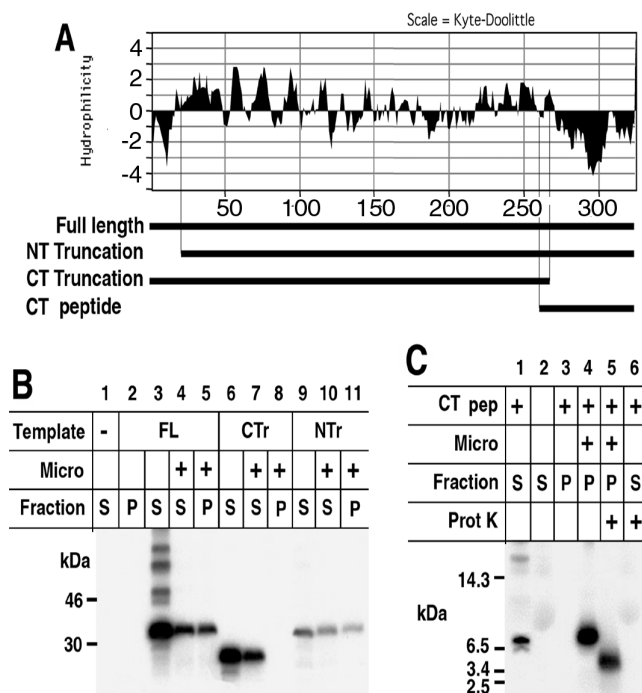 Scale = Kyte-Doolittle
A
Hydrophilicity
4
2
0
-2
-4
50 100 150 200 250 300
Full length
NT Truncation
CT Truncation
CT peptide
B
1 2 3 4 5 6 7 8 9 10 11
Template - FL CTr NTr
Micro + + + + + +
Fraction S P S S P S S P S S P
kDa
46
30
C
1 2 3 4 5 6
CT pep + + + + +
Micro + +
Fraction S S P P P S
Prot K + +
14.3
kDa
6.5
3.4
2.5